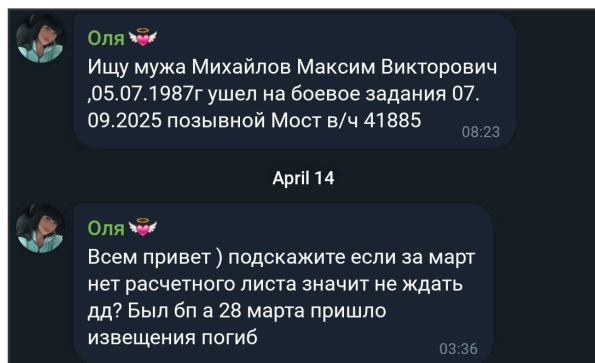 Оля
Ищу мужа Михайлов Максим Викторович
,05.07.1987г ушел на боевое задания 07.
09.2025 позывной Мост в/ч 41885
08:23
April 14
Оля
Всем привет ) подскажите если за март
нет расчетного листа значит не ждать
дд? Был бп а 28 марта пришло
извещения погиб
03:36